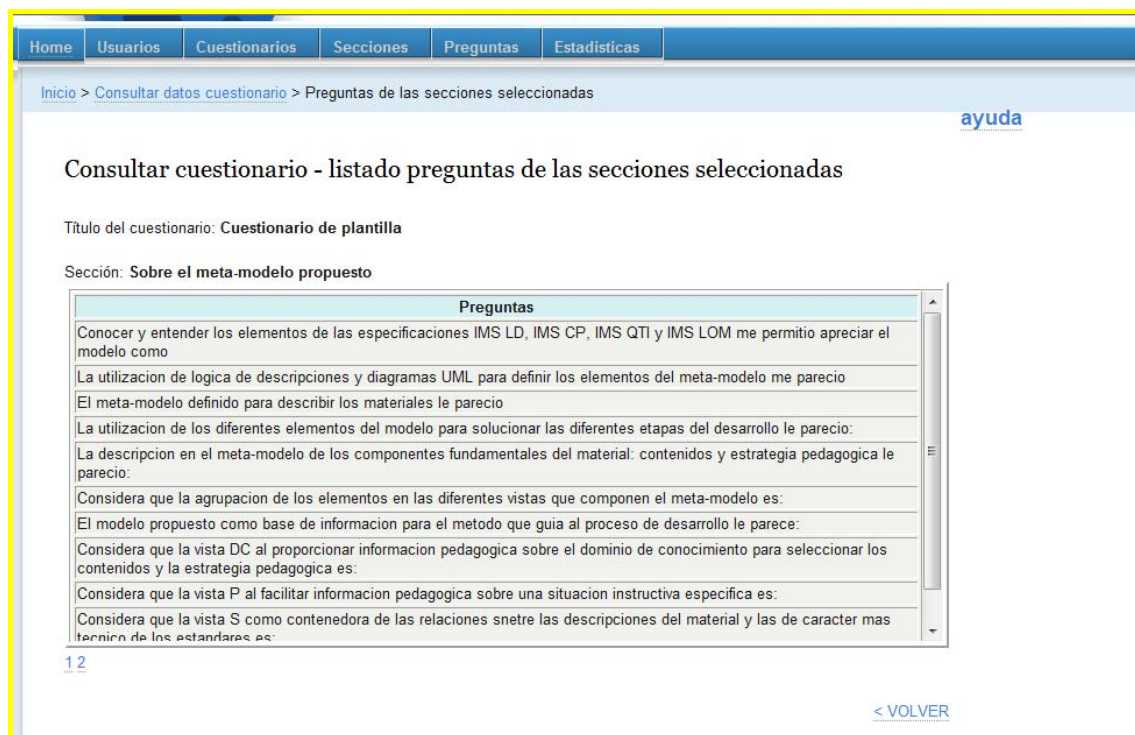 Home Usuarios Cuestionarios Secciones Preguntas Estadisticas
Inicio > Consultar datos cuestionario > Preguntas de las secciones seleccionadas
ayuda
Consultar cuestionario - listado preguntas de las secciones seleccionadas
Título del cuestionario: Cuestionario de plantilla
Sección: Sobre el meta-modelo propuesto
Preguntas
Conocer y entender los elementos de las especificaciones IMS LD, IMS CP, IMS QTI y IMS LOM me permitio apreciar el
modelo como
La utilizacion de logica de descripciones y diagramas UML para definir los elementos del meta-modelo me parecio
El meta-modelo definido para describir los materiales le parecio
La utilizacion de los diferentes elementos del modelo para solucionar las diferentes etapas del desarrollo le parecio:
La descripcion en el meta-modelo de los componentes fundamentales del material: contenidos y estrategia pedagogica le
parecio:
Considera que la agrupacion de los elementos en las diferentes vistas que componen el meta-modelo es:
El modelo propuesto como base de informacion para el metodo que guia al proceso de desarrollo le parece:
Considera que la vista DC al proporcionar informacion pedagogica sobre el dominio de conocimiento para seleccionar los
contenidos y la estrategia pedagogica es:
Considera que la vista P al facilitar informacion pedagogica sobre una situacion instructiva especifica es:
Considera que la vista S como contenedora de las relaciones snetre las descripciones del material y las de caracter mas
tecnico de los estandares es:
1 2
< VOLVER